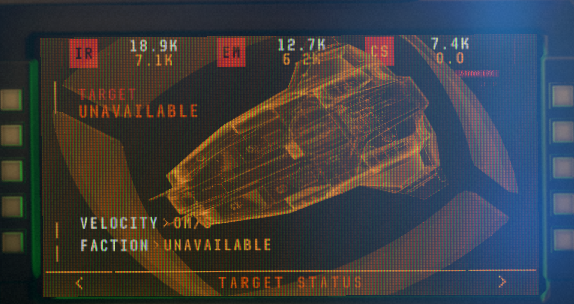 IR 18.9K EM 12.7K CS 7.4K
7.1K 6.2K 0.0
TARGET
UNAVAILABLE
VELOCITY >0M/S
FACTION >UNAVAILABLE
< TARGET STATUS >